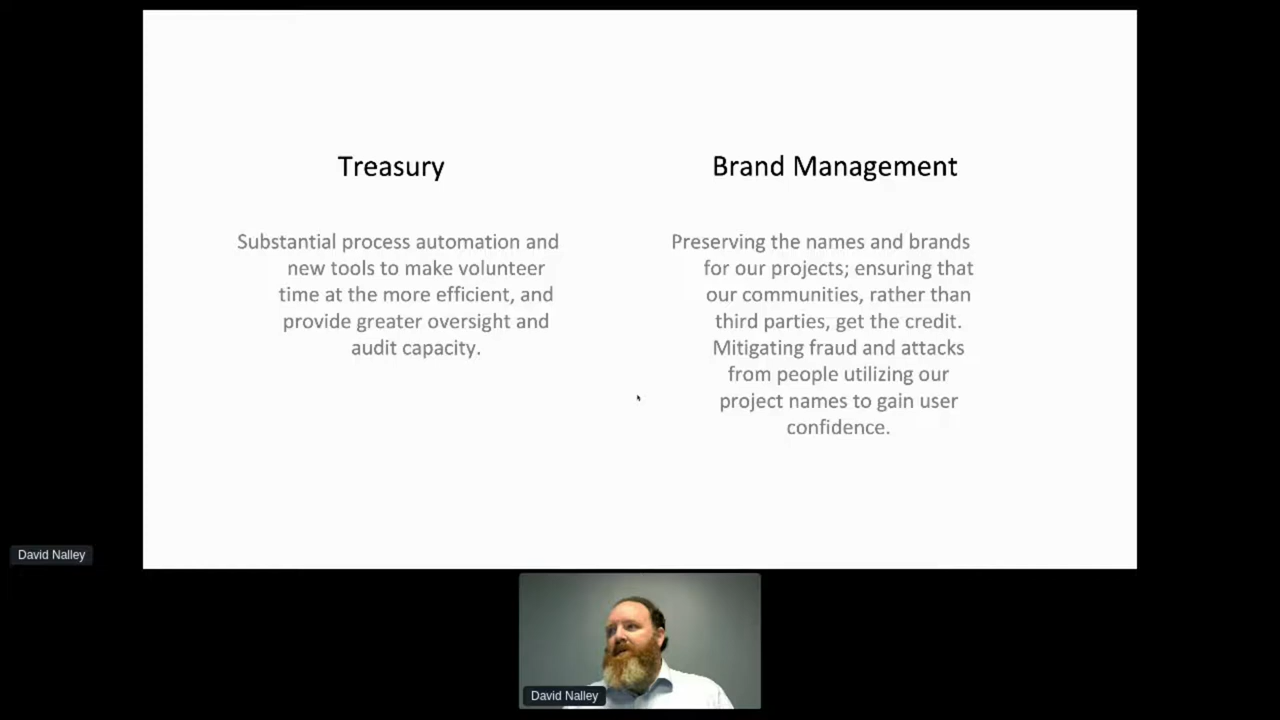 Treasury
Substantial process automation and
new tools to make volunteer
time at the more efficient, and
provide greater oversight and
audit capacity.
Brand Management
Preserving the names and brands
for our projects; ensuring that
our communities, rather than
third parties, get the credit.
Mitigating fraud and attacks
from people utilizing our
project names to gain user
confidence.
David Nalley
David Nalley